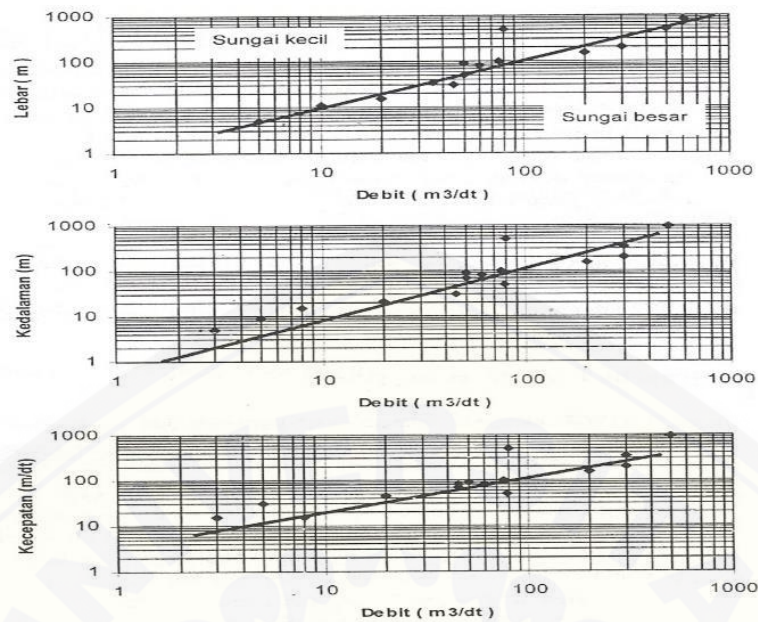 Lebar ( m )
1000
100
10
1
Sungai kecil
Sungai besar
1 10 100 1000
Debit ( m3/dt )
Kedalaman (m)
1000
100
10
1
1 10 100 1000
Debit ( m3/dt )
Kecepatan (m/dt)
1000
100
10
1
1 10 100 1000
Debit ( m3/dt )